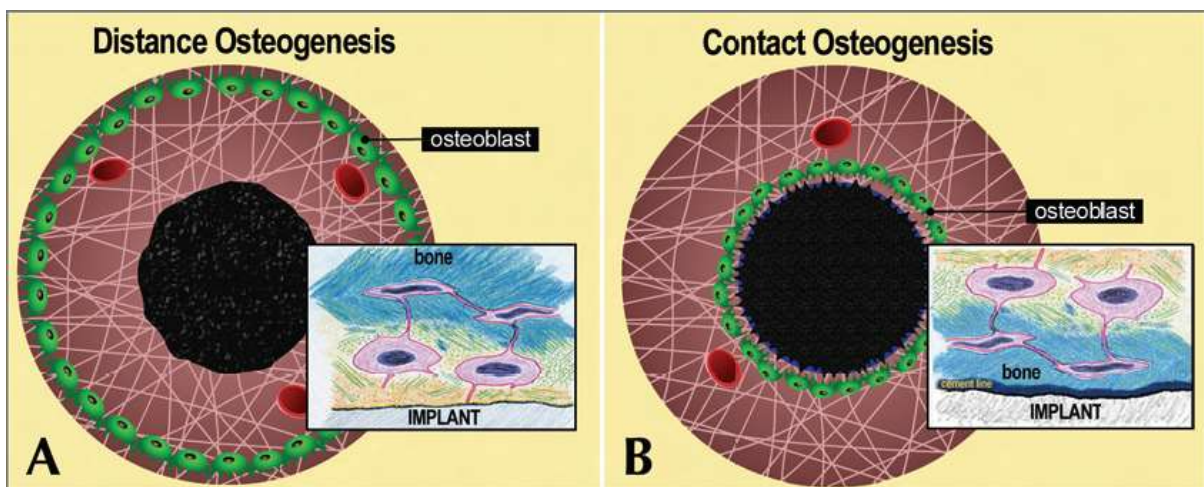 Distance Osteogenesis
osteoblast
bone
IMPLANT
A
Contact Osteogenesis
osteoblast
bone
cement line
IMPLANT
B